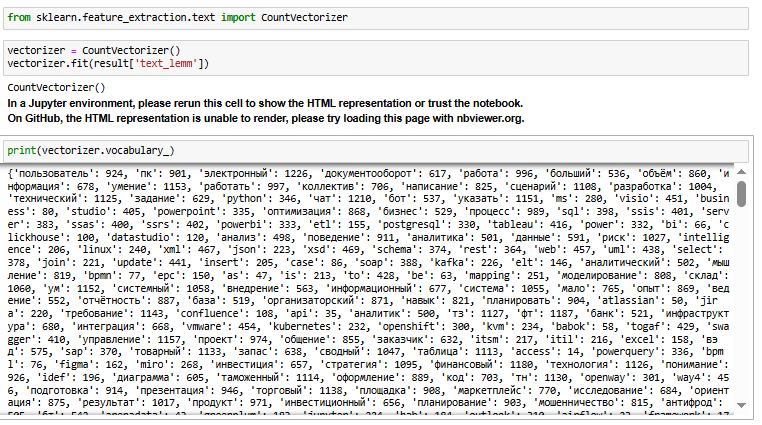 from sklearn.feature_extraction.text import CountVectorizer
vectorizer = CountVectorizer()
vectorizer.fit(result['text_lemm'])
CountVectorizer()
In a Jupyter environment, please rerun this cell to show the HTML representation or trust the notebook.
On GitHub, the HTML representation is unable to render, please try loading this page with nbviewer.org.
print(vectorizer.vocabulary_)
{'пользователь': 924, 'пк': 901, 'электронный': 1226, 'документооборот': 617, 'работа': 996, 'больший': 536, 'объём': 860, 'и
нформация': 678, 'умение': 1153, 'работать': 997, 'коллектив': 706, 'написание': 825, 'сценарий': 1108, 'разработка': 1004,
'технический': 1125, 'задание': 629, 'python': 346, 'чат': 1210, 'бот': 537, 'указать': 1151, 'ms': 280, 'visio': 451, 'busin
ess': 80, 'studio': 405, 'powerpoint': 335, 'оптимизация': 868, 'бизнес': 529, 'процесс': 989, 'sql': 398, 'ssis': 401, 'serv
er': 383, 'ssas': 400, 'ssrs': 402, 'powerbi': 333, 'etl': 155, 'postgresql': 330, 'tableau': 416, 'power': 332, 'bi': 66, 'c
lickhouse': 100, 'datastudio': 120, 'анализ': 498, 'поведение': 911, 'аналитика': 501, 'данные': 591, 'риск': 1027, 'intellig
ence': 206, 'linux': 240, 'xml': 467, 'json': 223, 'xsd': 469, 'schema': 374, 'rest': 364, 'web': 457, 'uml': 438, 'select':
378, 'join': 221, 'update': 441, 'insert': 205, 'case': 86, 'soap': 388, 'kafka': 226, 'elt': 146, 'аналитический': 502, 'мыш
ление': 819, 'bpmn': 77, 'epc': 150, 'as': 47, 'is': 213, 'to': 428, 'be': 63, 'mapping': 251, 'моделирование': 808, 'склад':
1060, 'ум': 1152, 'системный': 1058, 'внедрение': 563, 'информационный': 677, 'система': 1055, 'мало': 765, 'опыт': 869, 'вед
ение': 552, 'отчётность': 887, 'база': 519, 'организаторский': 871, 'навык': 821, 'планировать': 904, 'atlassian': 50, 'jir
a': 220, 'требование': 1143, 'confluence': 108, 'api': 35, 'аналитик': 500, 'тз': 1127, 'фт': 1187, 'банк': 521, 'инфраструкт
ура': 680, 'интеграция': 668, 'vmware': 454, 'kubernetes': 232, 'openshift': 300, 'kvm': 234, 'babok': 58, 'togaf': 429, 'swa
gger': 410, 'управление': 1157, 'проект': 974, 'общение': 855, 'заказчик': 632, 'itsm': 217, 'itil': 216, 'excel': 158, 'вз
д': 575, 'sap': 370, 'товарный': 1133, 'запас': 638, 'сводный': 1047, 'таблица': 1113, 'access': 14, 'powerquery': 336, 'bpm
l': 76, 'figma': 162, 'miro': 268, 'инвестиция': 657, 'стратегия': 1095, 'финансовый': 1180, 'технология': 1126, 'понимание':
926, 'idef': 196, 'диаграмма': 605, 'таможенный': 1114, 'оформление': 889, 'код': 703, 'тн': 1130, 'openway': 301, 'way4': 45
6, 'подготовка': 914, 'презентация': 946, 'торговый': 1138, 'площадка': 908, 'маркетплейс': 770, 'исследование': 684, 'ориент
ация': 875, 'результат': 1017, 'продукт': 971, 'инвестиционный': 656, 'планирование': 903, 'мошенничество': 815, 'антифрод':